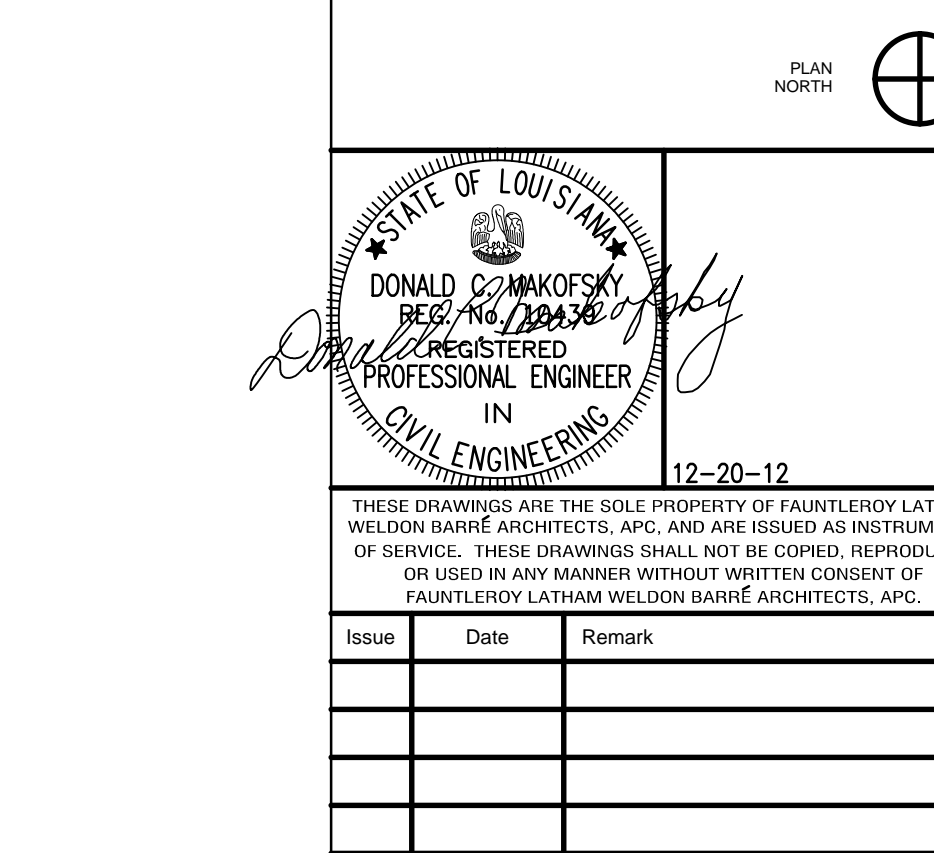 PLAN
NORTH
STATE OF LOUISIANA
DONALD C. MAKOFSKY
REG. No. 10439
REGISTERED
PROFESSIONAL ENGINEER
IN
CIVIL ENGINEERING
Donald C. Makofsky
12-20-12
THESE DRAWINGS ARE THE SOLE PROPERTY OF FAUNTLEROY LAT
WELDON BARRÉ ARCHITECTS, APC, AND ARE ISSUED AS INSTRUM
OF SERVICE. THESE DRAWINGS SHALL NOT BE COPIED, REPRODU
OR USED IN ANY MANNER WITHOUT WRITTEN CONSENT OF
FAUNTLEROY LATHAM WELDON BARRÉ ARCHITECTS, APC.
Issue Date Remark